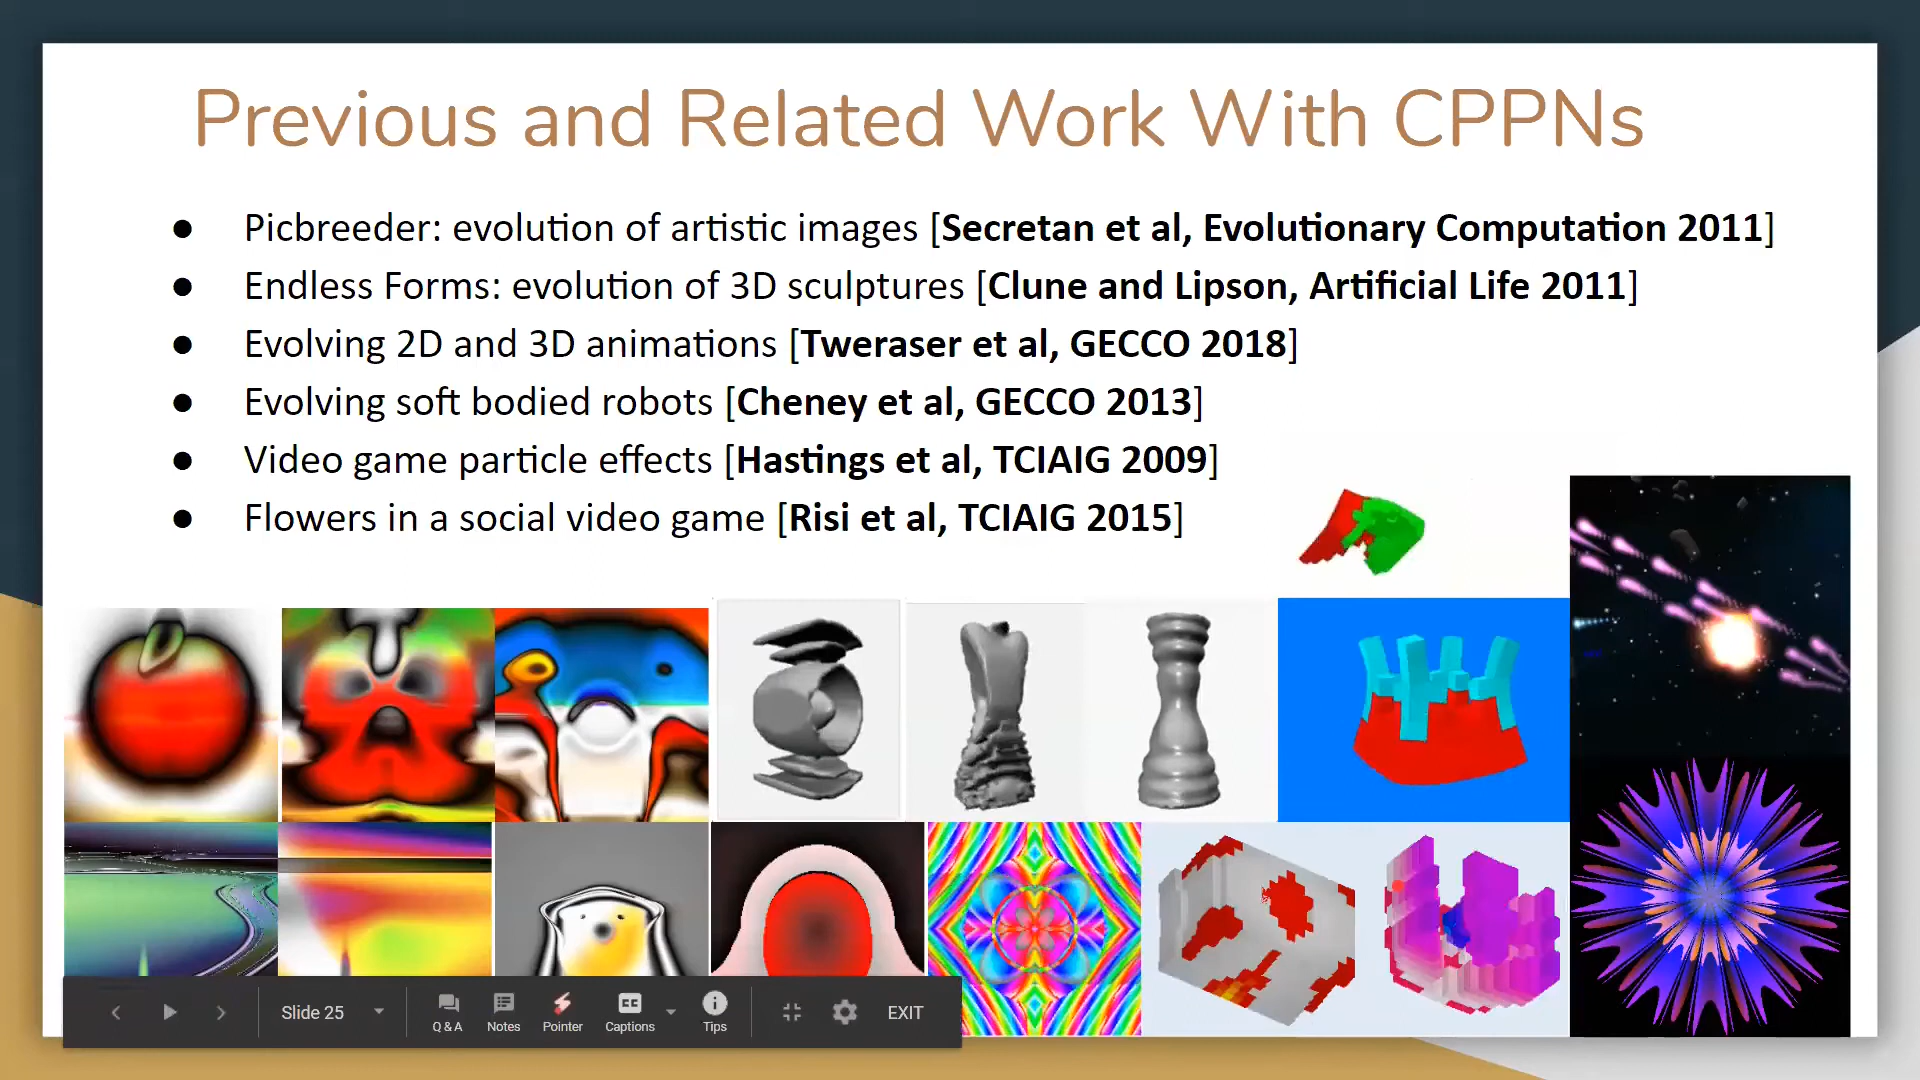 Previous and Related Work With CPPNs
● Picbreeder: evolution of artistic images [Secretan et al, Evolutionary Computation 2011]
● Endless Forms: evolution of 3D sculptures [Clune and Lipson, Artificial Life 2011]
● Evolving 2D and 3D animations [Tweraser et al, GECCO 2018]
● Evolving soft bodied robots [Cheney et al, GECCO 2013]
● Video game particle effects [Hastings et al, TCIAIG 2009]
● Flowers in a social video game [Risi et al, TCIAIG 2015]
Slide 25 Q & A Notes Pointer CC Captions Tips EXIT